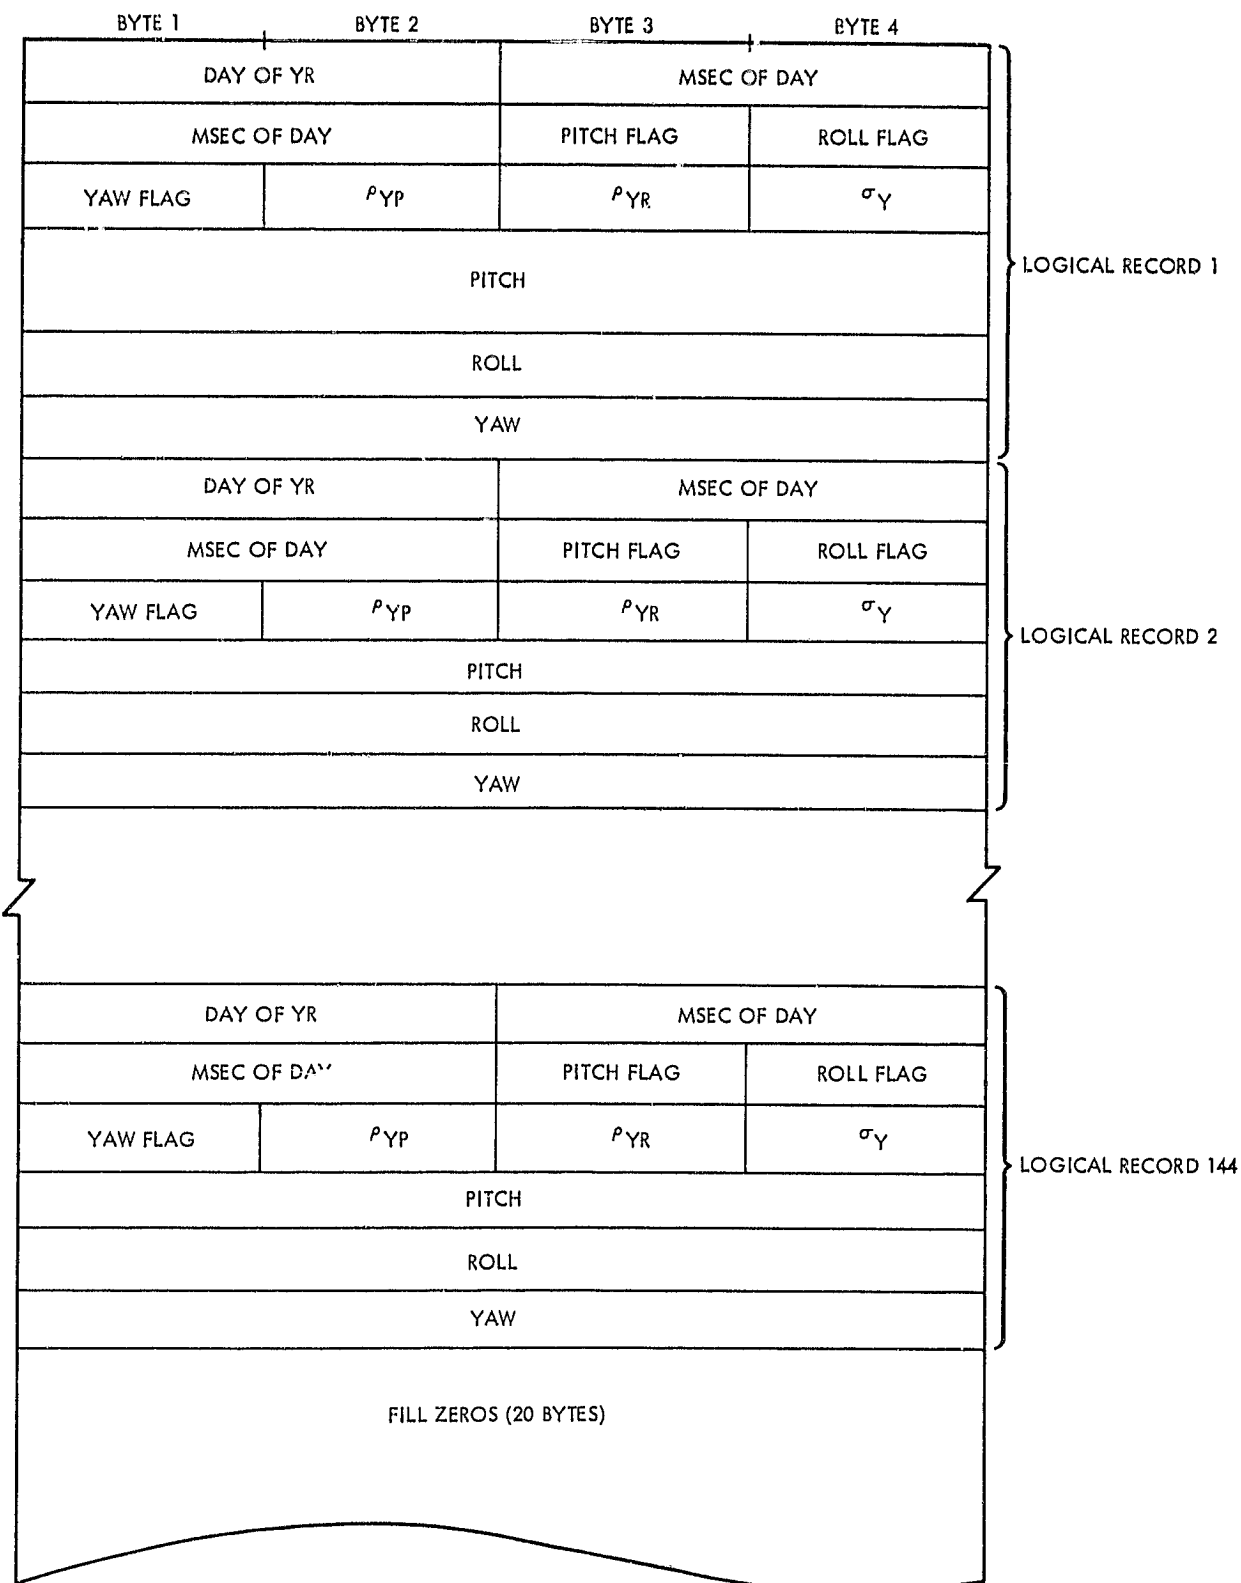 BYTE 1 BYTE 2 BYTE 3 BYTE 4
DAY OF YR MSEC OF DAY
MSEC OF DAY PITCH FLAG ROLL FLAG
YAW FLAG ρYP ρYR σY
PITCH
LOGICAL RECORD 1
ROLL
YAW
DAY OF YR MSEC OF DAY
MSEC OF DAY PITCH FLAG ROLL FLAG
YAW FLAG ρYP ρYR σY
LOGICAL RECORD 2
PITCH
ROLL
YAW
DAY OF YR MSEC OF DAY
MSEC OF DAY PITCH FLAG ROLL FLAG
YAW FLAG ρYP ρYR σY
LOGICAL RECORD 144
PITCH
ROLL
YAW
FILL ZEROS (20 BYTES)